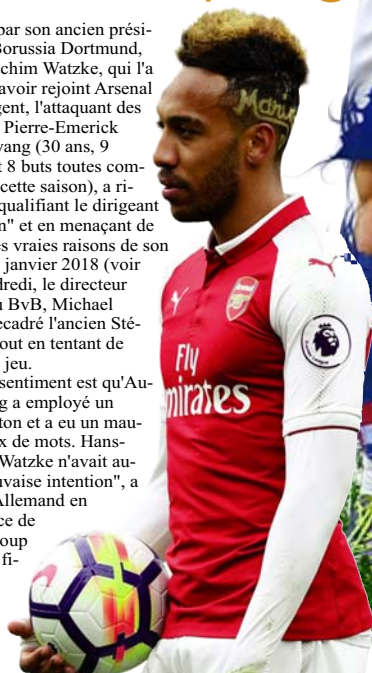 par son ancien prési-
Borussia Dortmund,
chim Watzke, qui l'a
avoir rejoint Arsenal
gent, l'attaquant des
Pierre-Emerick
yang (30 ans, 9
t 8 buts toutes com-
cette saison), a ri-
qualifiant le dirigeant
n" et en menaçant de
es vraies raisons de son
janvier 2018 (voir
dredi, le directeur
u BvB, Michael
ecadré l'ancien Sté-
out en tentant de
jeu.
sentiment est qu'Au-
g a employé un
ton et a eu un mau-
x de mots. Hans-
Watzke n'avait au-
uvaise intention", a
Allemand en
ce de
oup
fi-
Fly
mirates